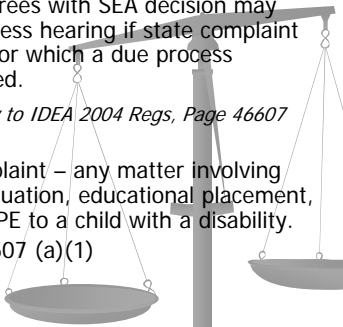 rees with SEA decision may
ess hearing if state complaint
or which a due process
ed.
y to IDEA 2004 Regs, Page 46607
plaint – any matter involving
uation, educational placement,
PE to a child with a disability.
607 (a)(1)